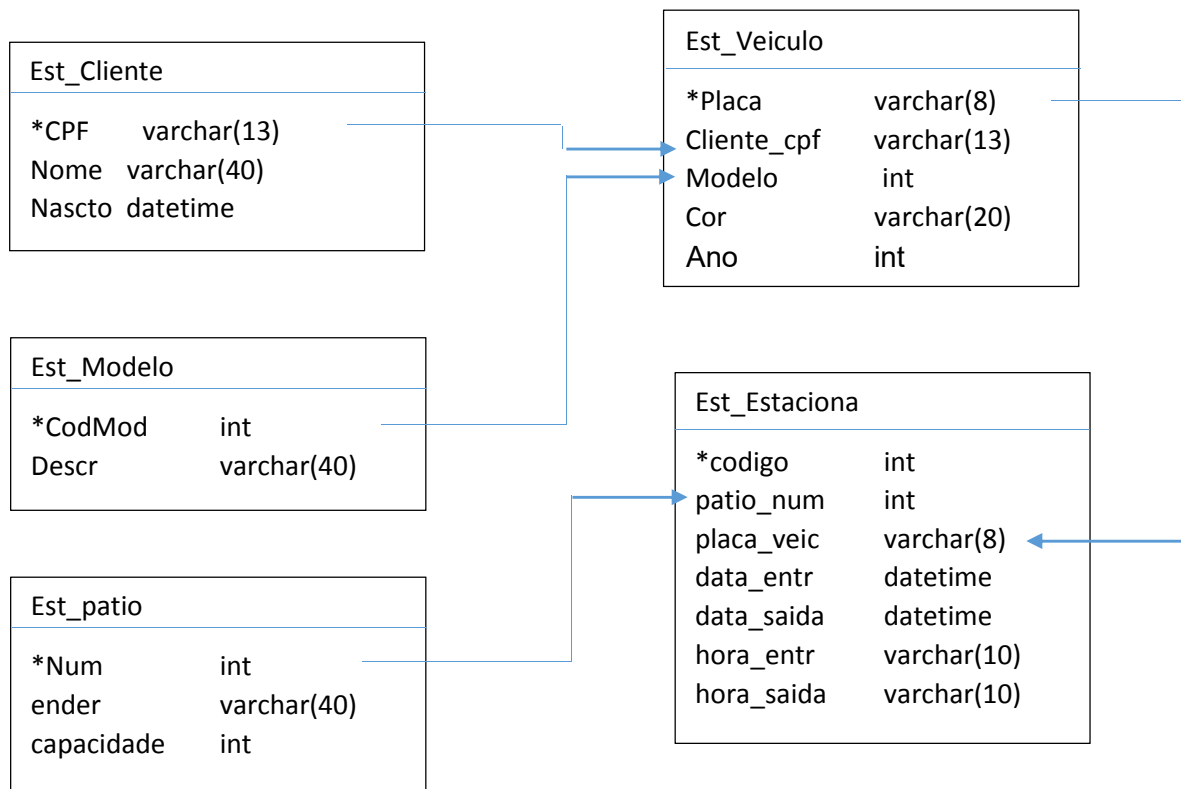 Est_Cliente
*CPF varchar(13)
Nome varchar(40)
Nascto datetime
Est_Veiculo
*Placa varchar(8)
Cliente_cpf varchar(13)
Modelo int
Cor varchar(20)
Ano int
Est_Modelo
*CodMod int
Descr varchar(40)
Est_Estaciona
*codigo int
patio_num int
placa_veic varchar(8)
data_entr datetime
data_saida datetime
hora_entr varchar(10)
hora_saida varchar(10)
Est_patio
*Num int
ender varchar(40)
capacidade int